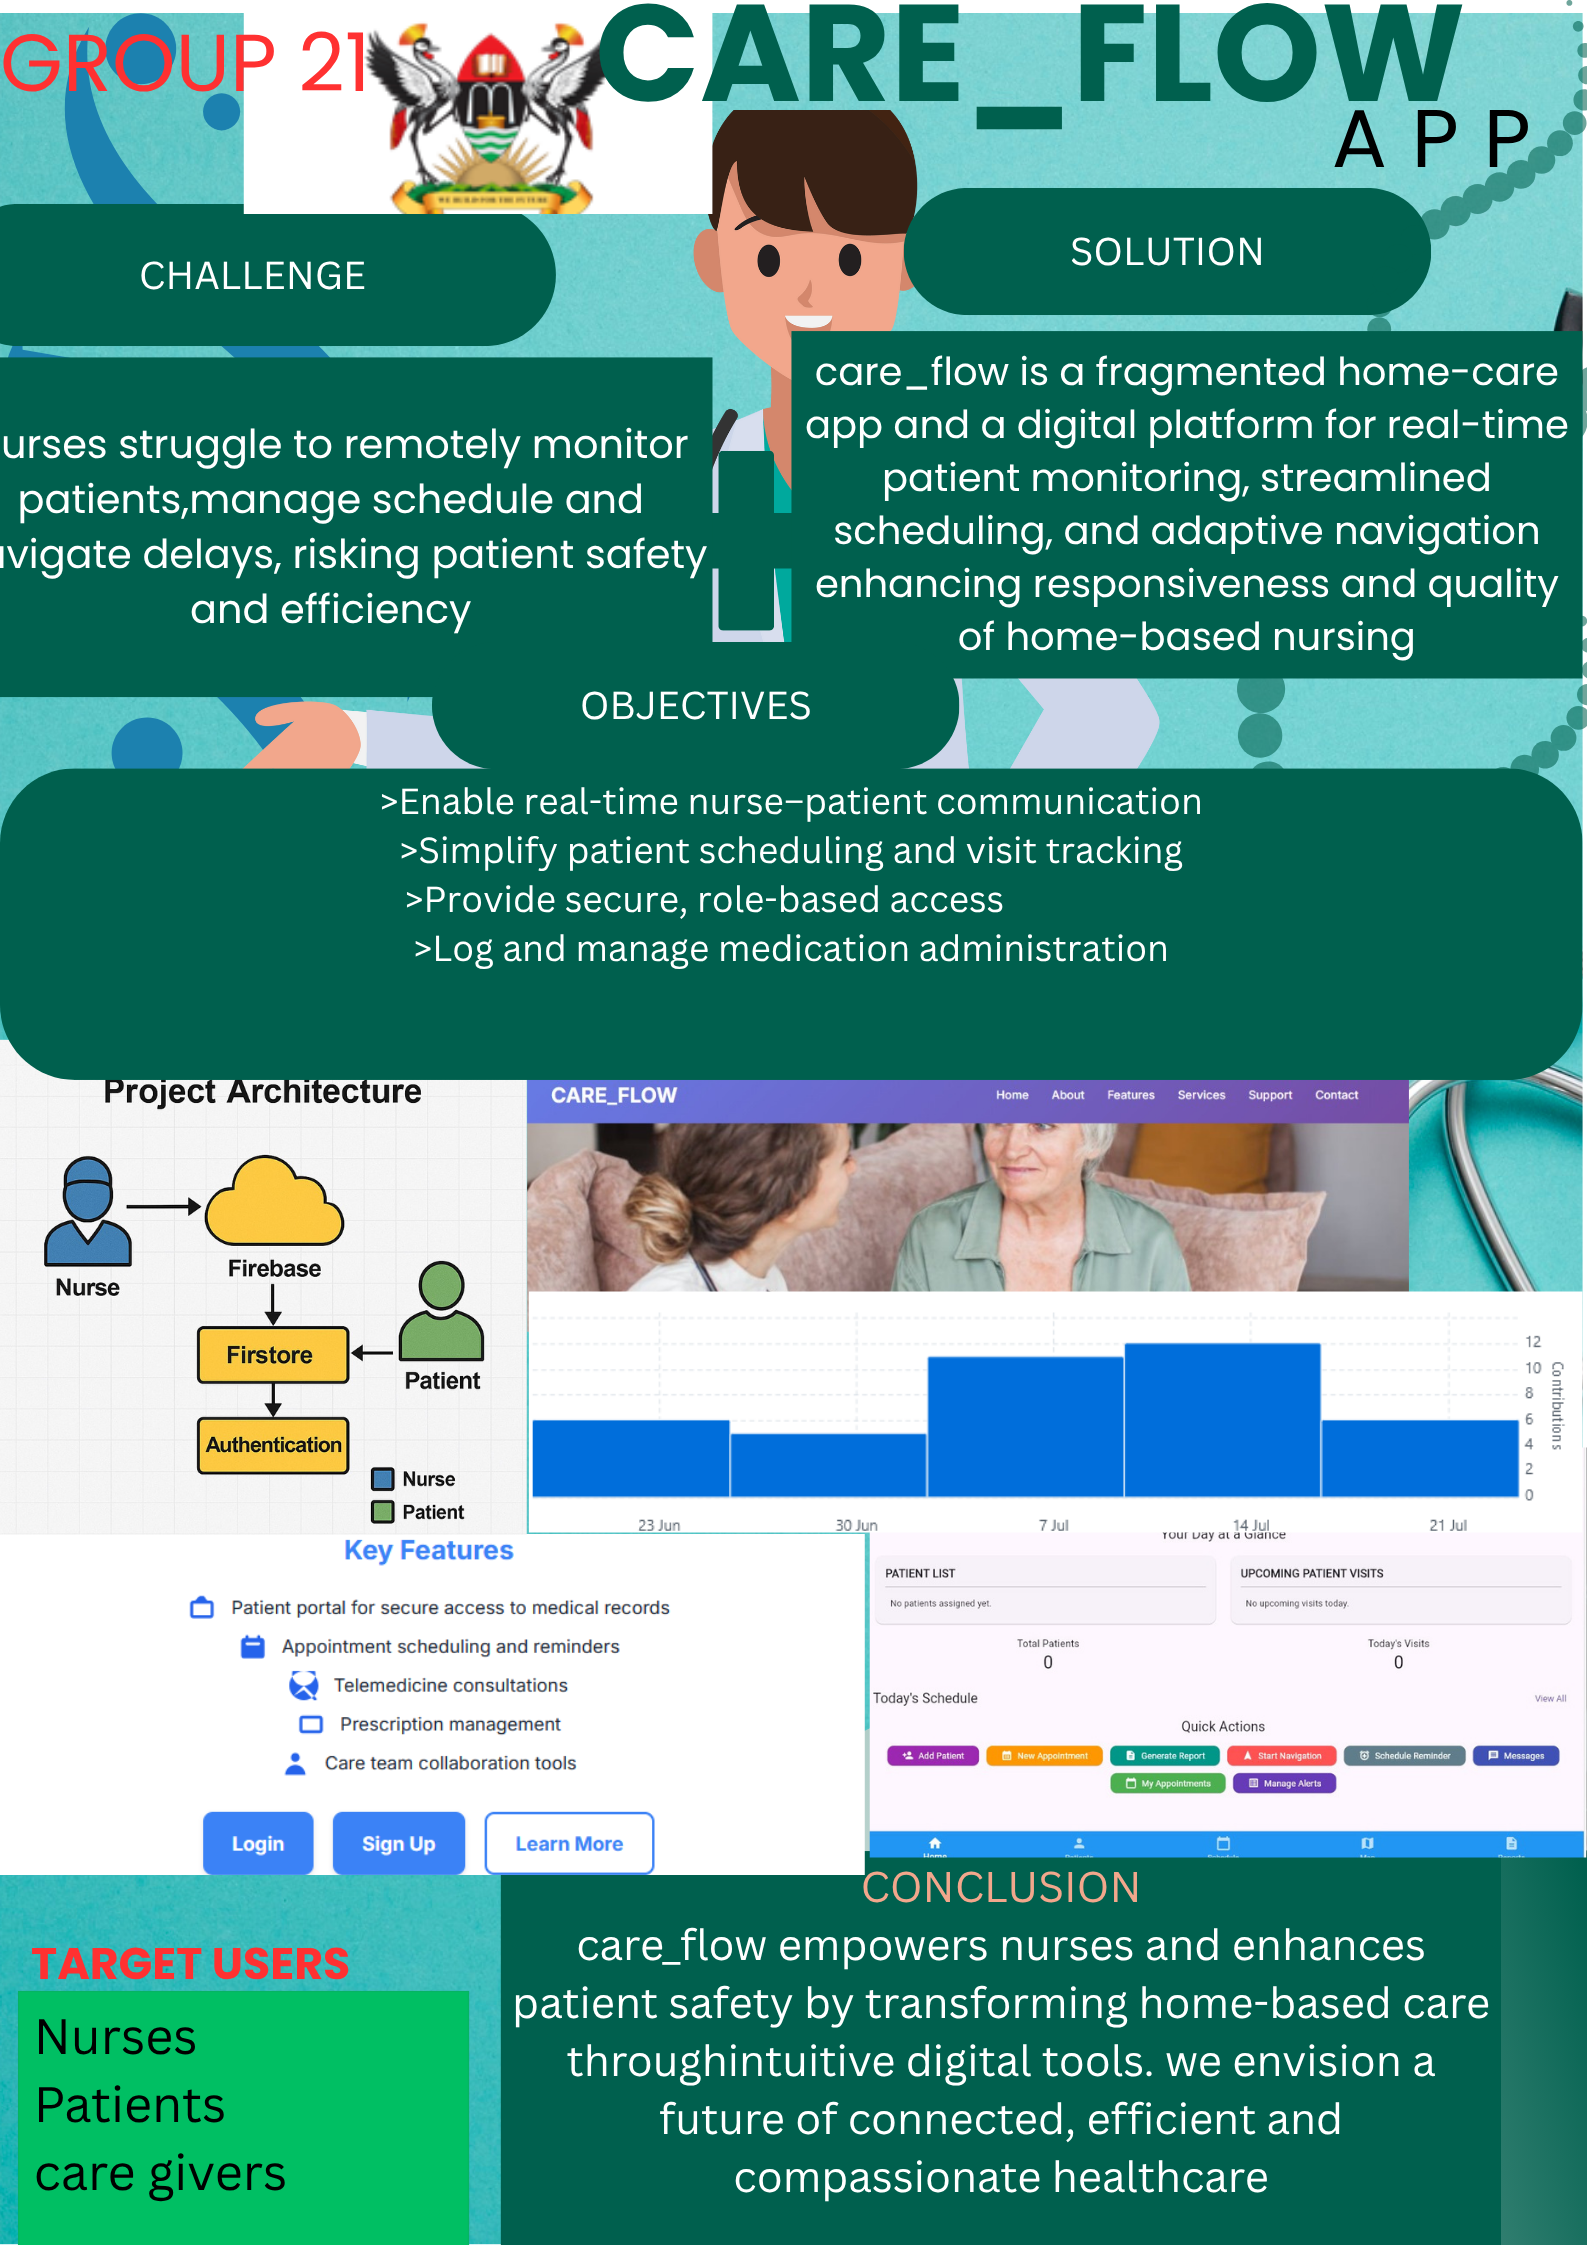 GROUP 21
CARE_FLOW
APP
WE BUILD FOR THE FUTURE
CHALLENGE
urses struggle to remotely monitor
patients,manage schedule and
vigate delays, risking patient safety
and efficiency
SOLUTION
care_flow is a fragmented home-care
app and a digital platform for real-time
patient monitoring, streamlined
scheduling, and adaptive navigation
enhancing responsiveness and quality
of home-based nursing
OBJECTIVES
>Enable real-time nurse–patient communication
>Simplify patient scheduling and visit tracking
>Provide secure, role-based access
>Log and manage medication administration
Project Architecture
Nurse
Firebase
Firstore
Patient
Authentication
Nurse
Patient
CARE_FLOW
Home About Features Services Support Contact
12
10
8
6
4
2
0
Contributions
23 Jun 30 Jun 7 Jul 14 Jul 21 Jul
Key Features
Patient portal for secure access to medical records
Appointment scheduling and reminders
Telemedicine consultations
Prescription management
Care team collaboration tools
Login Sign Up Learn More
Your Day at a Glance
PATIENT LIST
No patients assigned yet.
UPCOMING PATIENT VISITS
No upcoming visits today.
Total Patients
0
Today's Visits
0
Today's Schedule
View All
Quick Actions
Add Patient New Appointment Generate Report Start Navigation Schedule Reminder Messages
My Appointments Manage Alerts
Home
TARGET USERS
Nurses
Patients
care givers
CONCLUSION
care_flow empowers nurses and enhances
patient safety by transforming home-based care
throughintuitive digital tools. we envision a
future of connected, efficient and
compassionate healthcare